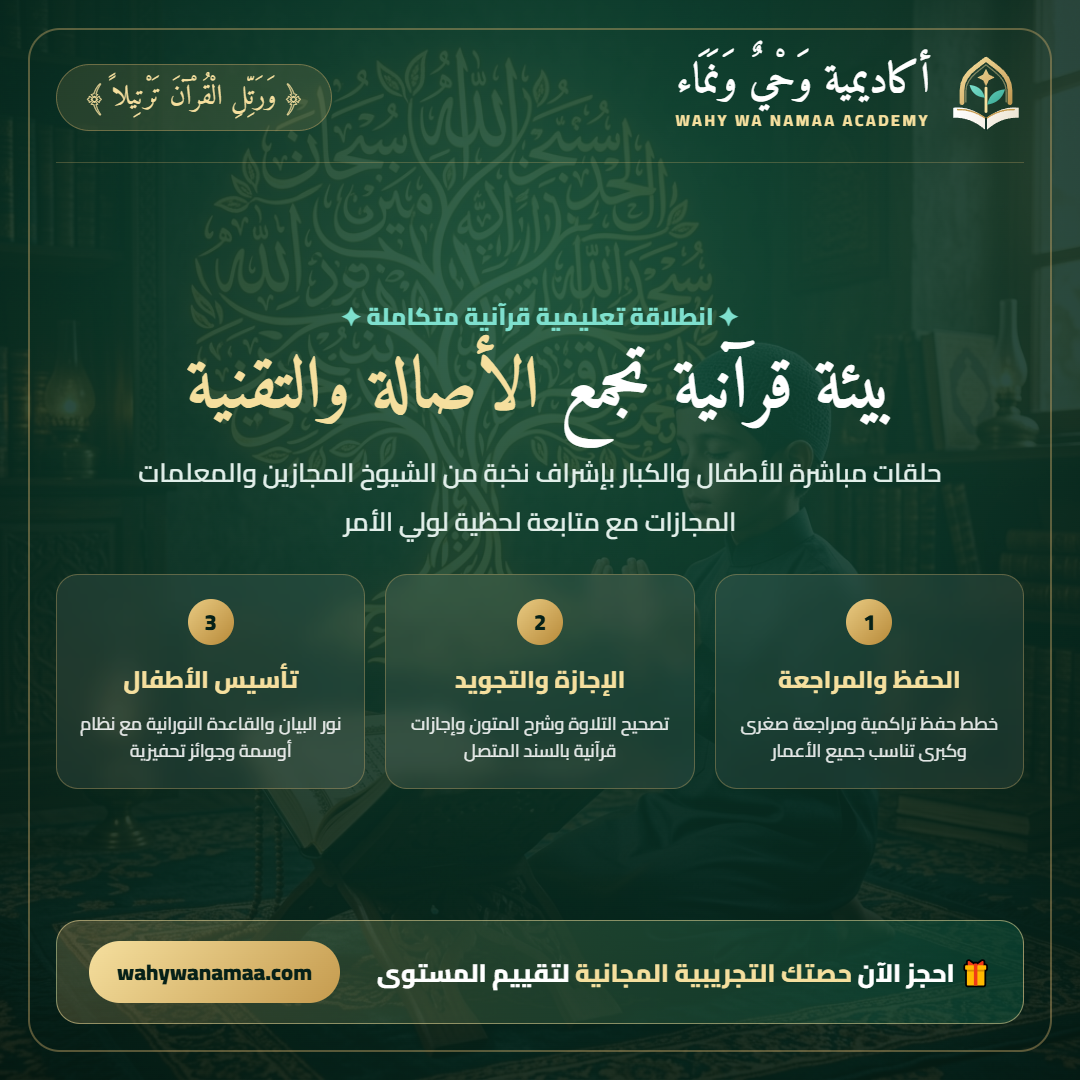 أكاديمية وَحْيٌ وَنَمَاء
WAHY WA NAMAA ACADEMY
﴿ وَرَتِّلِ الْقُرْآنَ تَرْتِيلاً ﴾
✦ انطلاقة تعليمية قرآنية متكاملة ✦
بيئة قرآنية تجمع الأصالة والتقنية
حلقات مباشرة للأطفال والكبار بإشراف نخبة من الشيوخ المجازين والمعلمات
المجازات مع متابعة لحظية لولي الأمر
1
الحفظ والمراجعة
خطط حفظ تراكمية ومراجعة صغرى
وكبرى تناسب جميع الأعمار
2
الإجازة والتجويد
تصحيح التلاوة وشرح المتون وإجازات
قرآنية بالسند المتصل
3
تأسيس الأطفال
نور البيان والقاعدة النورانية مع نظام
أوسمة وجوائز تحفيزية
🎁 احجز الآن حصتك التجريبية المجانية لتقييم المستوى
wahywanamaa.com